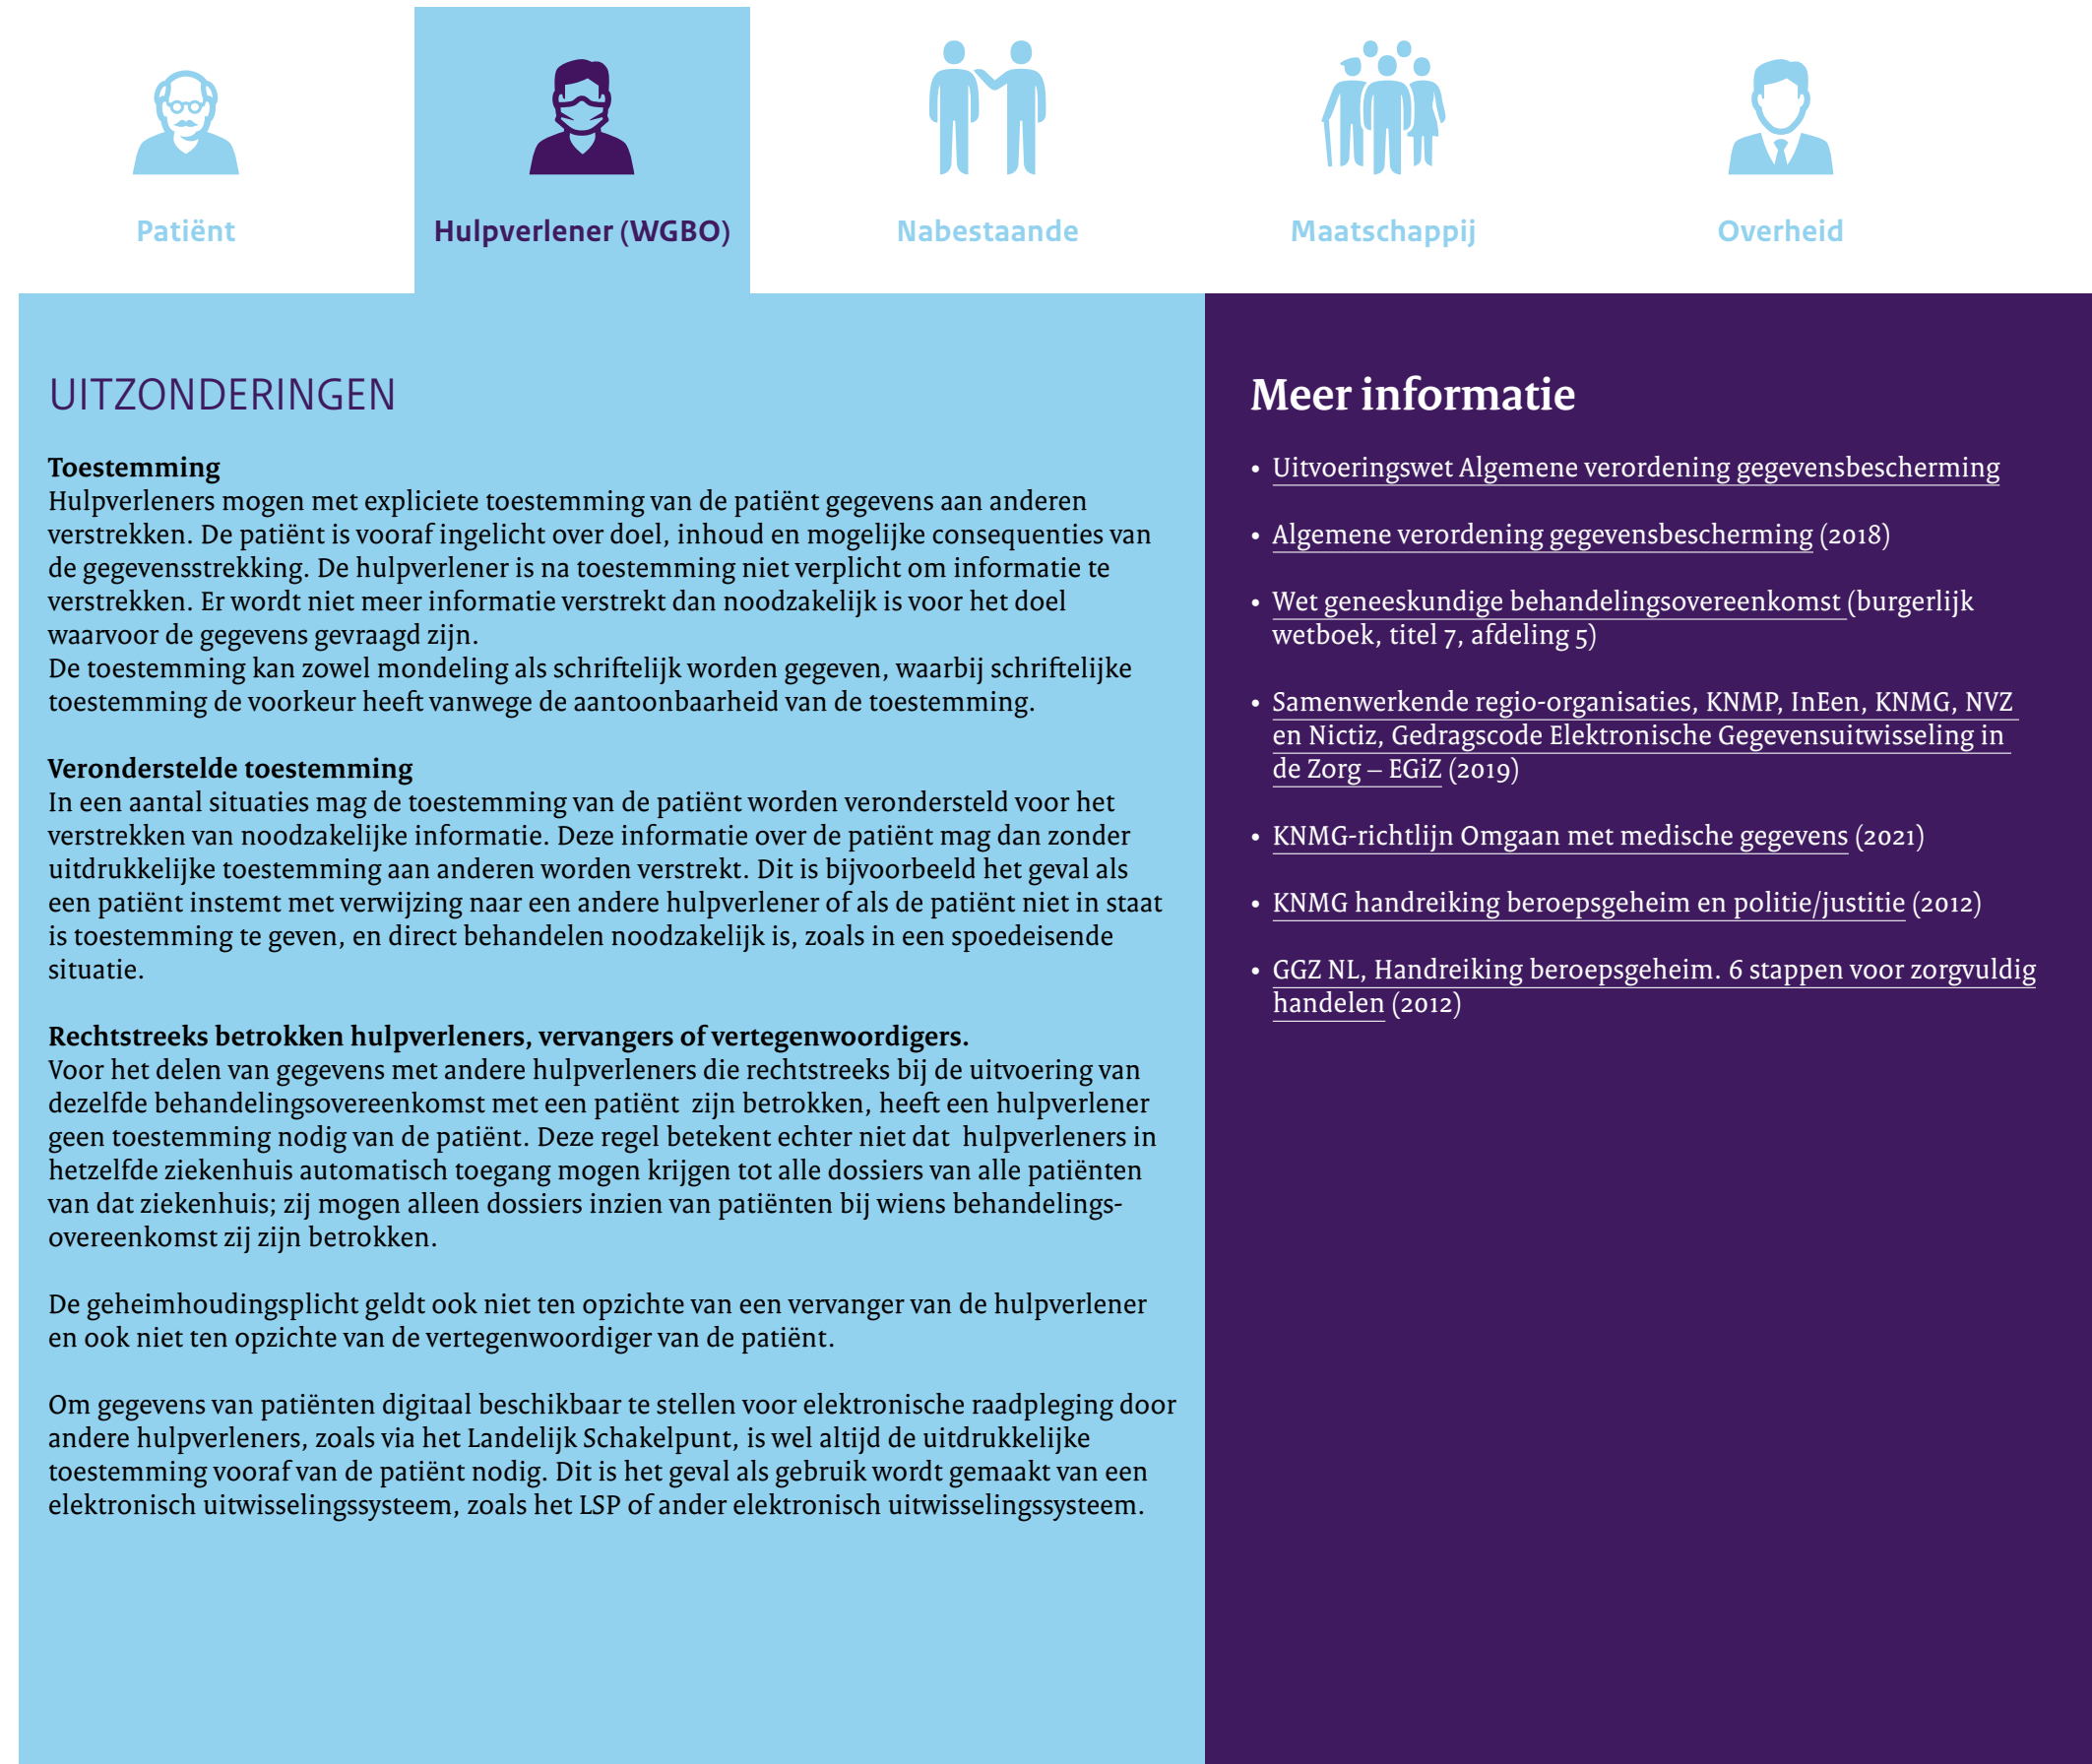 Patiënt
Hulpverlener (WGBO)
Nabestaande
Maatschappij
Overheid
UITZONDERINGEN
Toestemming
Hulpverleners mogen met expliciete toestemming van de patiënt gegevens aan anderen
verstrekken. De patiënt is vooraf ingelicht over doel, inhoud en mogelijke consequenties van
de gegevensstrekking. De hulpverlener is na toestemming niet verplicht om informatie te
verstrekken. Er wordt niet meer informatie verstrekt dan noodzakelijk is voor het doel
waarvoor de gegevens gevraagd zijn.
De toestemming kan zowel mondeling als schriftelijk worden gegeven, waarbij schriftelijke
toestemming de voorkeur heeft vanwege de aantoonbaarheid van de toestemming.
Veronderstelde toestemming
In een aantal situaties mag de toestemming van de patiënt worden verondersteld voor het
verstrekken van noodzakelijke informatie. Deze informatie over de patiënt mag dan zonder
uitdrukkelijke toestemming aan anderen worden verstrekt. Dit is bijvoorbeeld het geval als
een patiënt instemt met verwijzing naar een andere hulpverlener of als de patiënt niet in staat
is toestemming te geven, en direct behandelen noodzakelijk is, zoals in een spoedeisende
situatie.
Rechtstreeks betrokken hulpverleners, vervangers of vertegenwoordigers.
Voor het delen van gegevens met andere hulpverleners die rechtstreeks bij de uitvoering van
dezelfde behandelingsovereenkomst met een patiënt  zijn betrokken, heeft een hulpverlener
geen toestemming nodig van de patiënt. Deze regel betekent echter niet dat  hulpverleners in
hetzelfde ziekenhuis automatisch toegang mogen krijgen tot alle dossiers van alle patiënten
van dat ziekenhuis; zij mogen alleen dossiers inzien van patiënten bij wiens behandelings-
overeenkomst zij zijn betrokken.
De geheimhoudingsplicht geldt ook niet ten opzichte van een vervanger van de hulpverlener
en ook niet ten opzichte van de vertegenwoordiger van de patiënt.
Om gegevens van patiënten digitaal beschikbaar te stellen voor elektronische raadpleging door
andere hulpverleners, zoals via het Landelijk Schakelpunt, is wel altijd de uitdrukkelijke
toestemming vooraf van de patiënt nodig. Dit is het geval als gebruik wordt gemaakt van een
elektronisch uitwisselingssysteem, zoals het LSP of ander elektronisch uitwisselingssysteem.
Meer informatie
• Uitvoeringswet Algemene verordening gegevensbescherming
• Algemene verordening gegevensbescherming (2018)
• Wet geneeskundige behandelingsovereenkomst (burgerlijk
wetboek, titel 7, afdeling 5)
• Samenwerkende regio-organisaties, KNMP, InEen, KNMG, NVZ
en Nictiz, Gedragscode Elektronische Gegevensuitwisseling in
de Zorg – EGiZ (2019)
• KNMG-richtlijn Omgaan met medische gegevens (2021)
• KNMG handreiking beroepsgeheim en politie/justitie (2012)
• GGZ NL, Handreiking beroepsgeheim. 6 stappen voor zorgvuldig
handelen (2012)